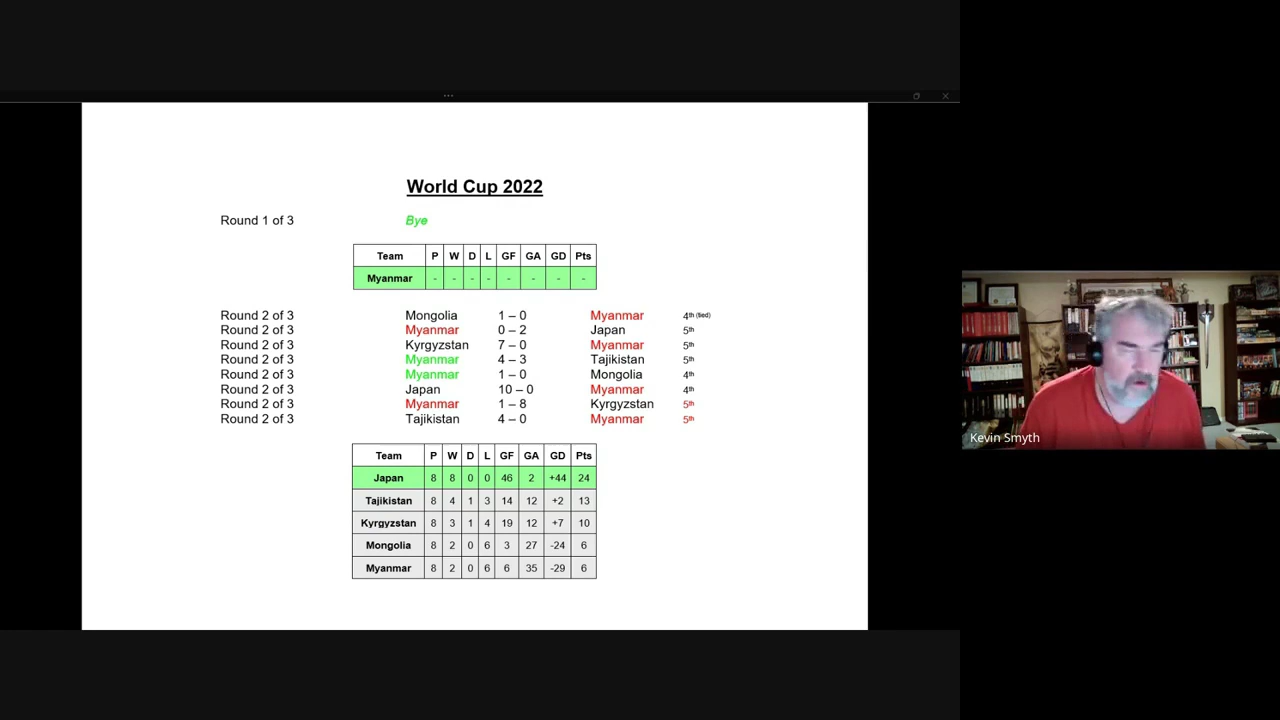 World Cup 2022
Round 1 of 3 Bye
Team P W D L GF GA GD Pts
Myanmar - - - - - - - -
Round 2 of 3 Mongolia 1 – 0 Myanmar 4th (tied)
Round 2 of 3 Myanmar 0 – 2 Japan 5th
Round 2 of 3 Kyrgyzstan 7 – 0 Myanmar 5th
Round 2 of 3 Myanmar 4 – 3 Tajikistan 5th
Round 2 of 3 Myanmar 1 – 0 Mongolia 4th
Round 2 of 3 Japan 10 – 0 Myanmar 4th
Round 2 of 3 Myanmar 1 – 8 Kyrgyzstan 5th
Round 2 of 3 Tajikistan 4 – 0 Myanmar 5th
Team P W D L GF GA GD Pts
Japan 8 8 0 0 46 2 +44 24
Tajikistan 8 4 1 3 14 12 +2 13
Kyrgyzstan 8 3 1 4 19 12 +7 10
Mongolia 8 2 0 6 3 27 -24 6
Myanmar 8 2 0 6 6 35 -29 6
Kevin Smyth